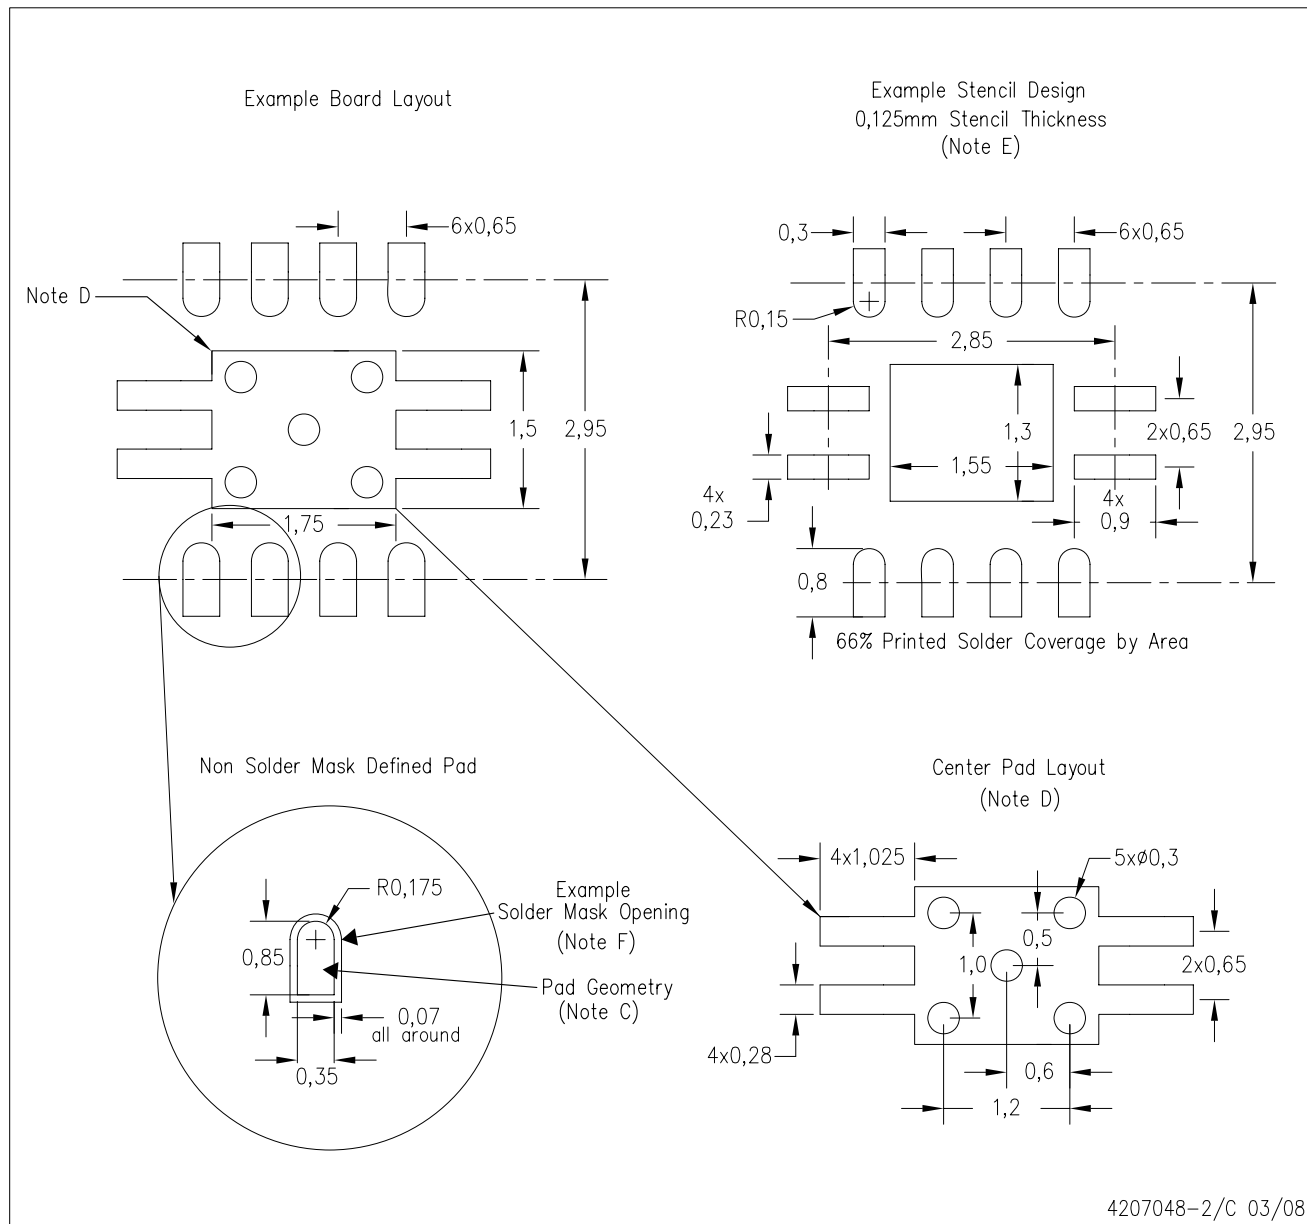 Example Board Layout
Example Stencil Design
0,125mm Stencil Thickness
(Note E)
6x0,65
Note D
1,5
2,95
1,75
0,3
6x0,65
R0,15
2,85
1,3
1,55
2x0,65
2,95
4x
0,23
4x
0,9
0,8
66% Printed Solder Coverage by Area
Non Solder Mask Defined Pad
R0,175
Example
Solder Mask Opening
(Note F)
0,85
Pad Geometry
(Note C)
0,07
all around
0,35
Center Pad Layout
(Note D)
4x1,025
5xø0,3
0,5
1,0
2x0,65
4x0,28
0,6
1,2
4207048-2/C 03/08